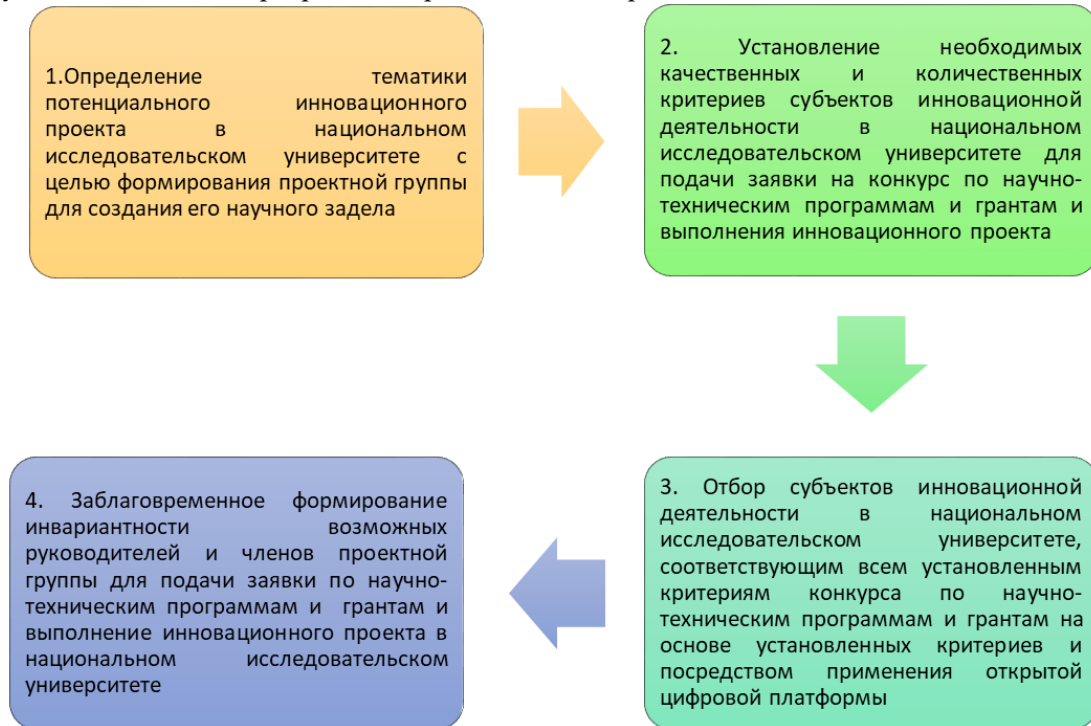 1.Определение тематики
потенциального инновационного
проекта в национальном
исследовательском университете с
целью формирования проектной группы
для создания его научного задела
2. Установление необходимых
качественных и количественных
критериев субъектов инновационной
деятельности в национальном
исследовательском университете для
подачи заявки на конкурс по научно-
техническим программам и грантам и
выполнения инновационного проекта
3. Отбор субъектов инновационной
деятельности в национальном
исследовательском университете,
соответствующим всем установленным
критериям конкурса по научно-
техническим программам и грантам на
основе установленных критериев и
посредством применения открытой
цифровой платформы
4. Заблаговременное формирование
инвариантности возможных
руководителей и членов проектной
группы для подачи заявки по научно-
техническим программам и грантам и
выполнение инновационного проекта в
национальном исследовательском
университете